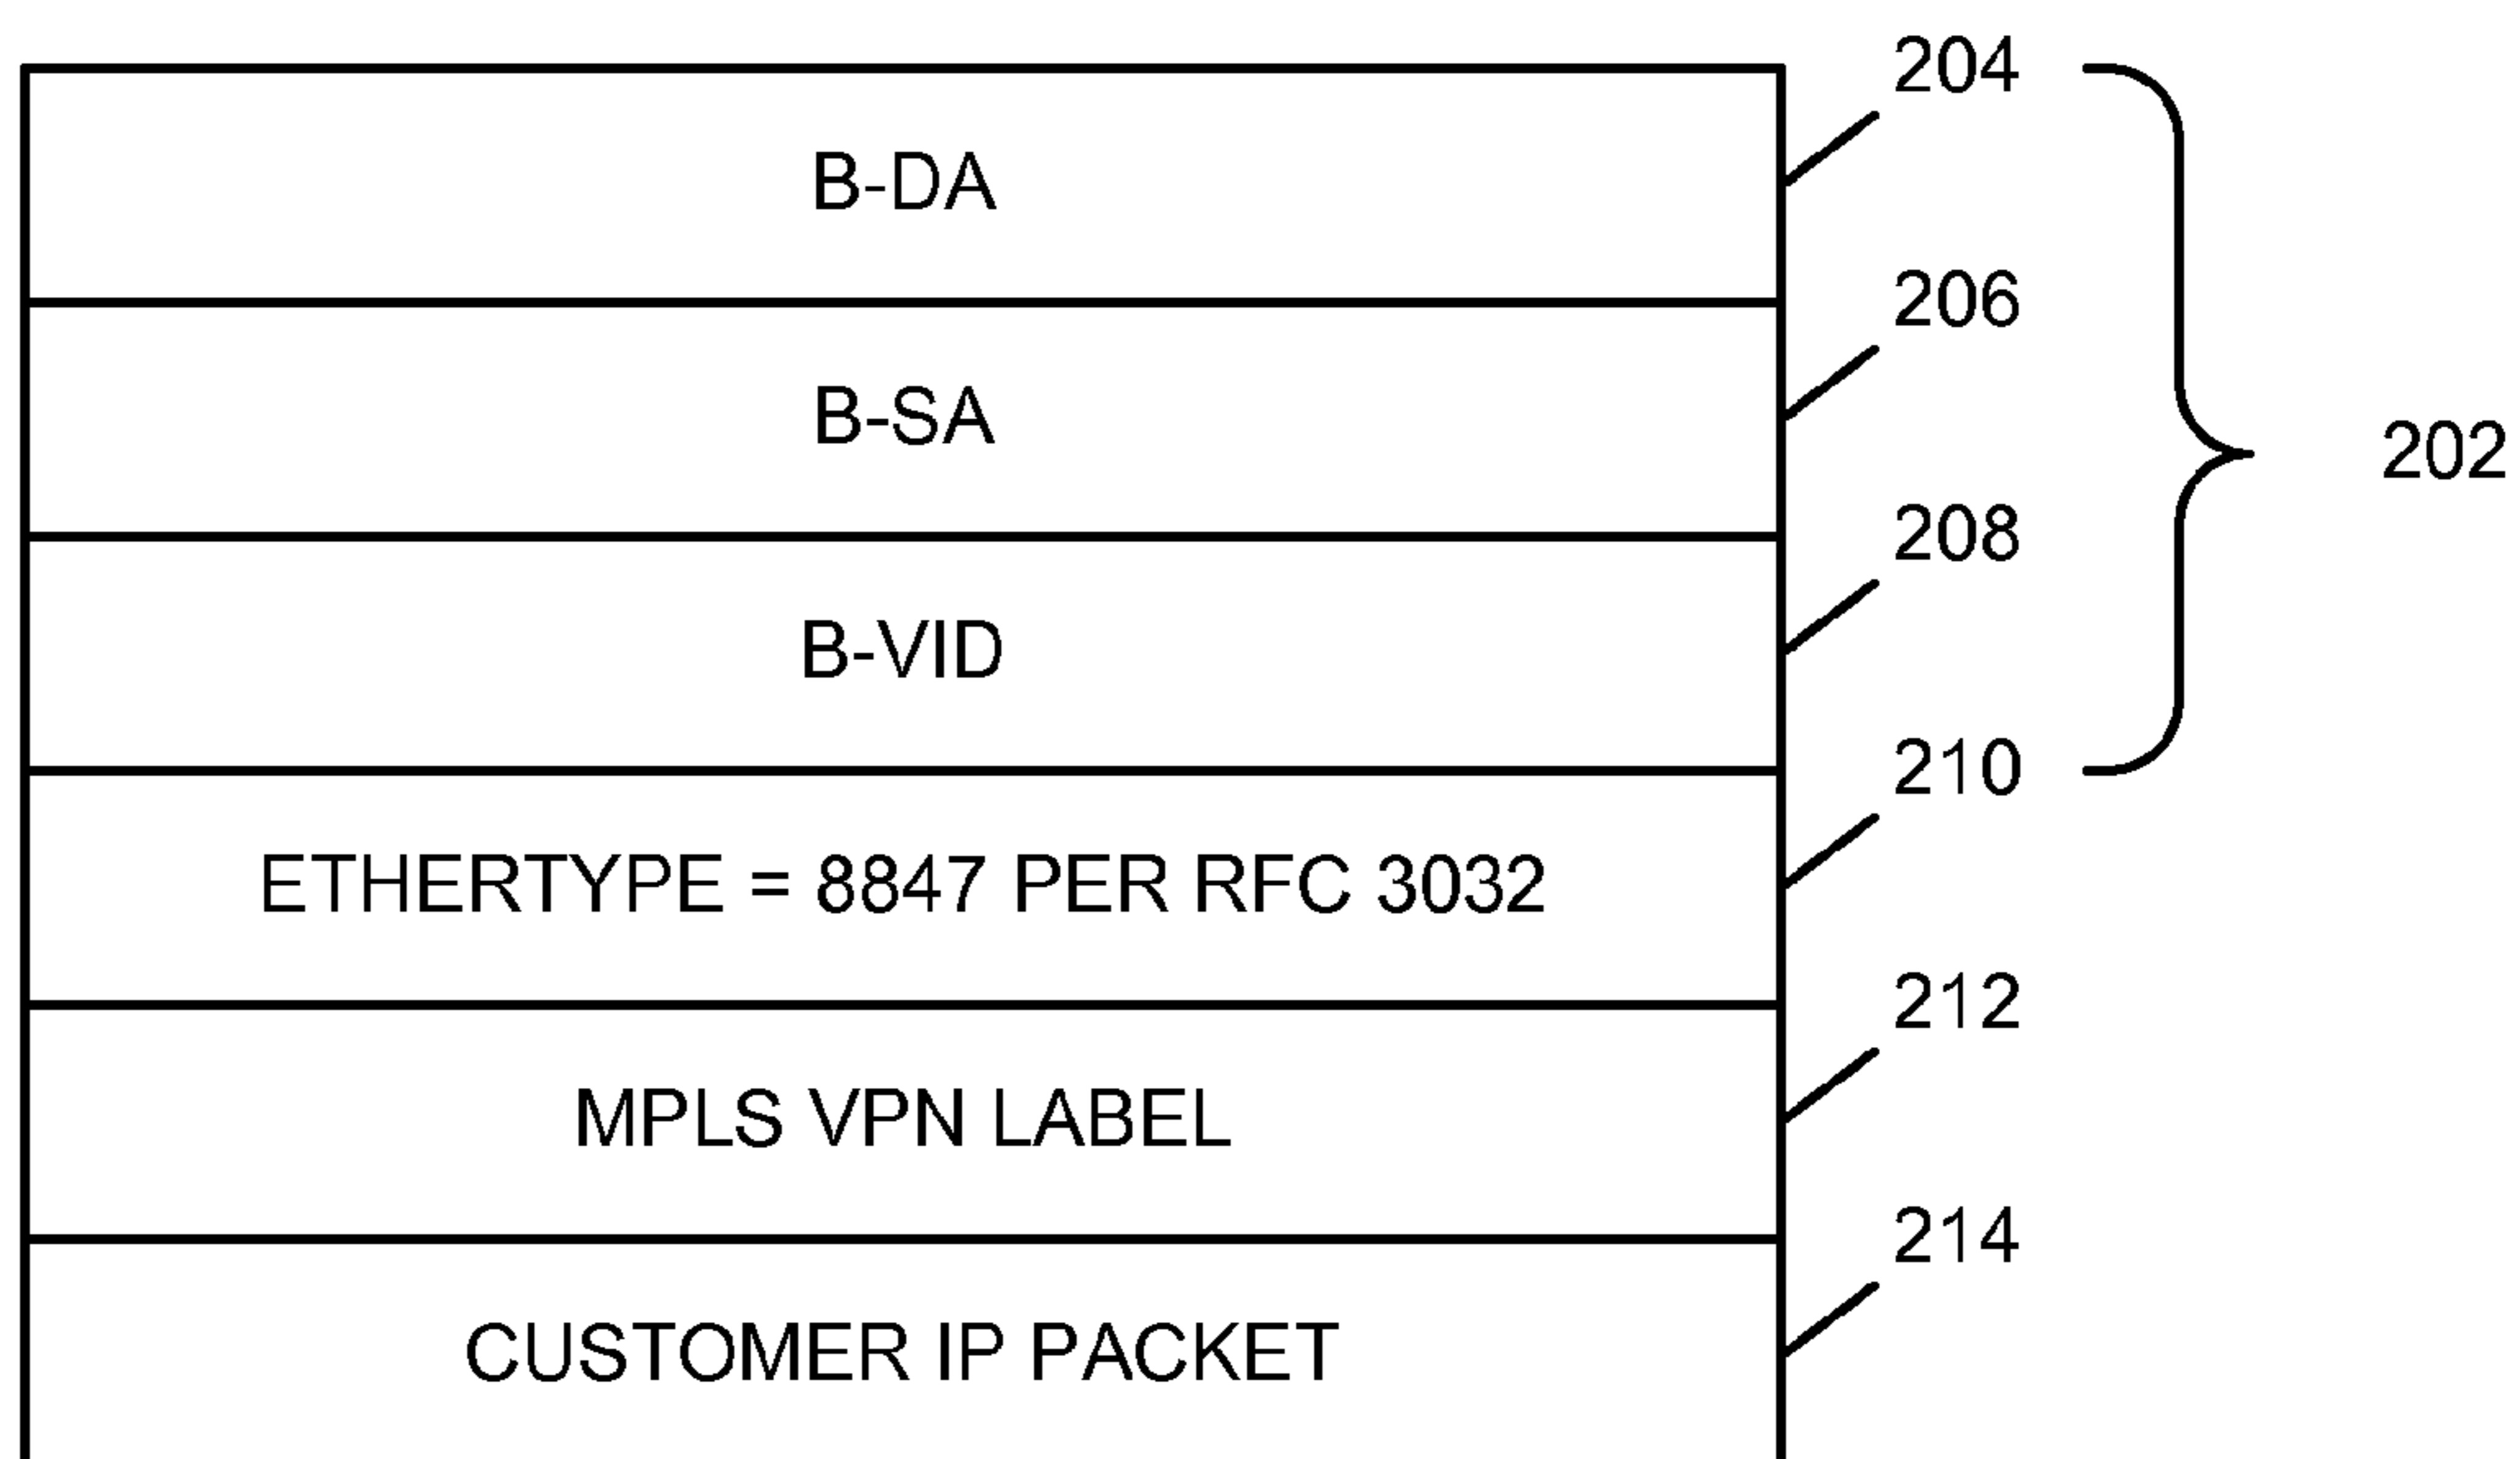 204
B-DA
206
B-SA
202
208
B-VID
210
ETHERTYPE = 8847 PER RFC 3032
212
MPLS VPN LABEL
214
CUSTOMER IP PACKET